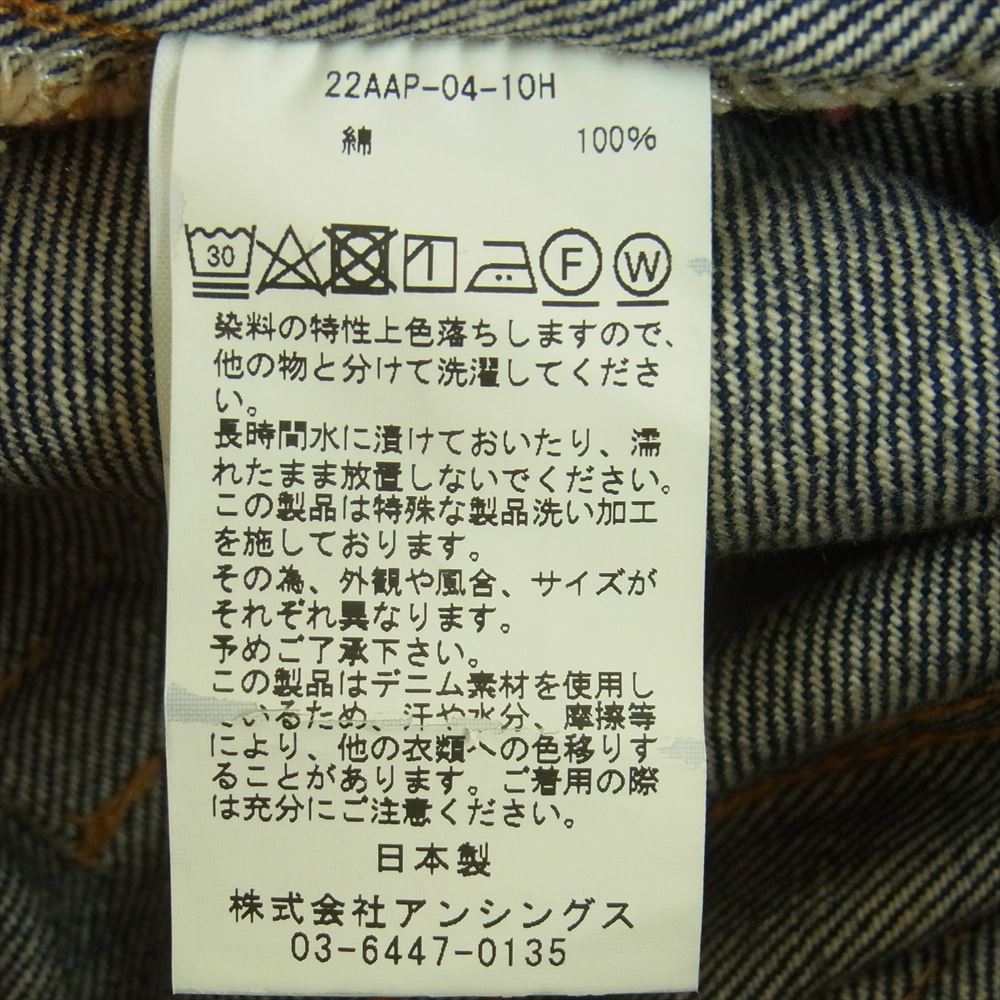 22AAP-04-10H
綿 100%
30 F W
染料の特性上色落ちしますので、
他の物と分けて洗濯してくださ
い。
長時間水に漬けておいたり、濡
れたまま放置しないでください。
この製品は特殊な製品洗い加工
を施しております。
その為、外観や風合、サイズが
それぞれ異なります。
予めご了承下さい。
この製品はデニム素材を使用し
ているため、汗や水分、摩擦等
により、他の衣類への色移りす
ることがあります。ご着用の際
は充分にご注意ください。
日本製
株式会社アンシングス
03-6447-0135